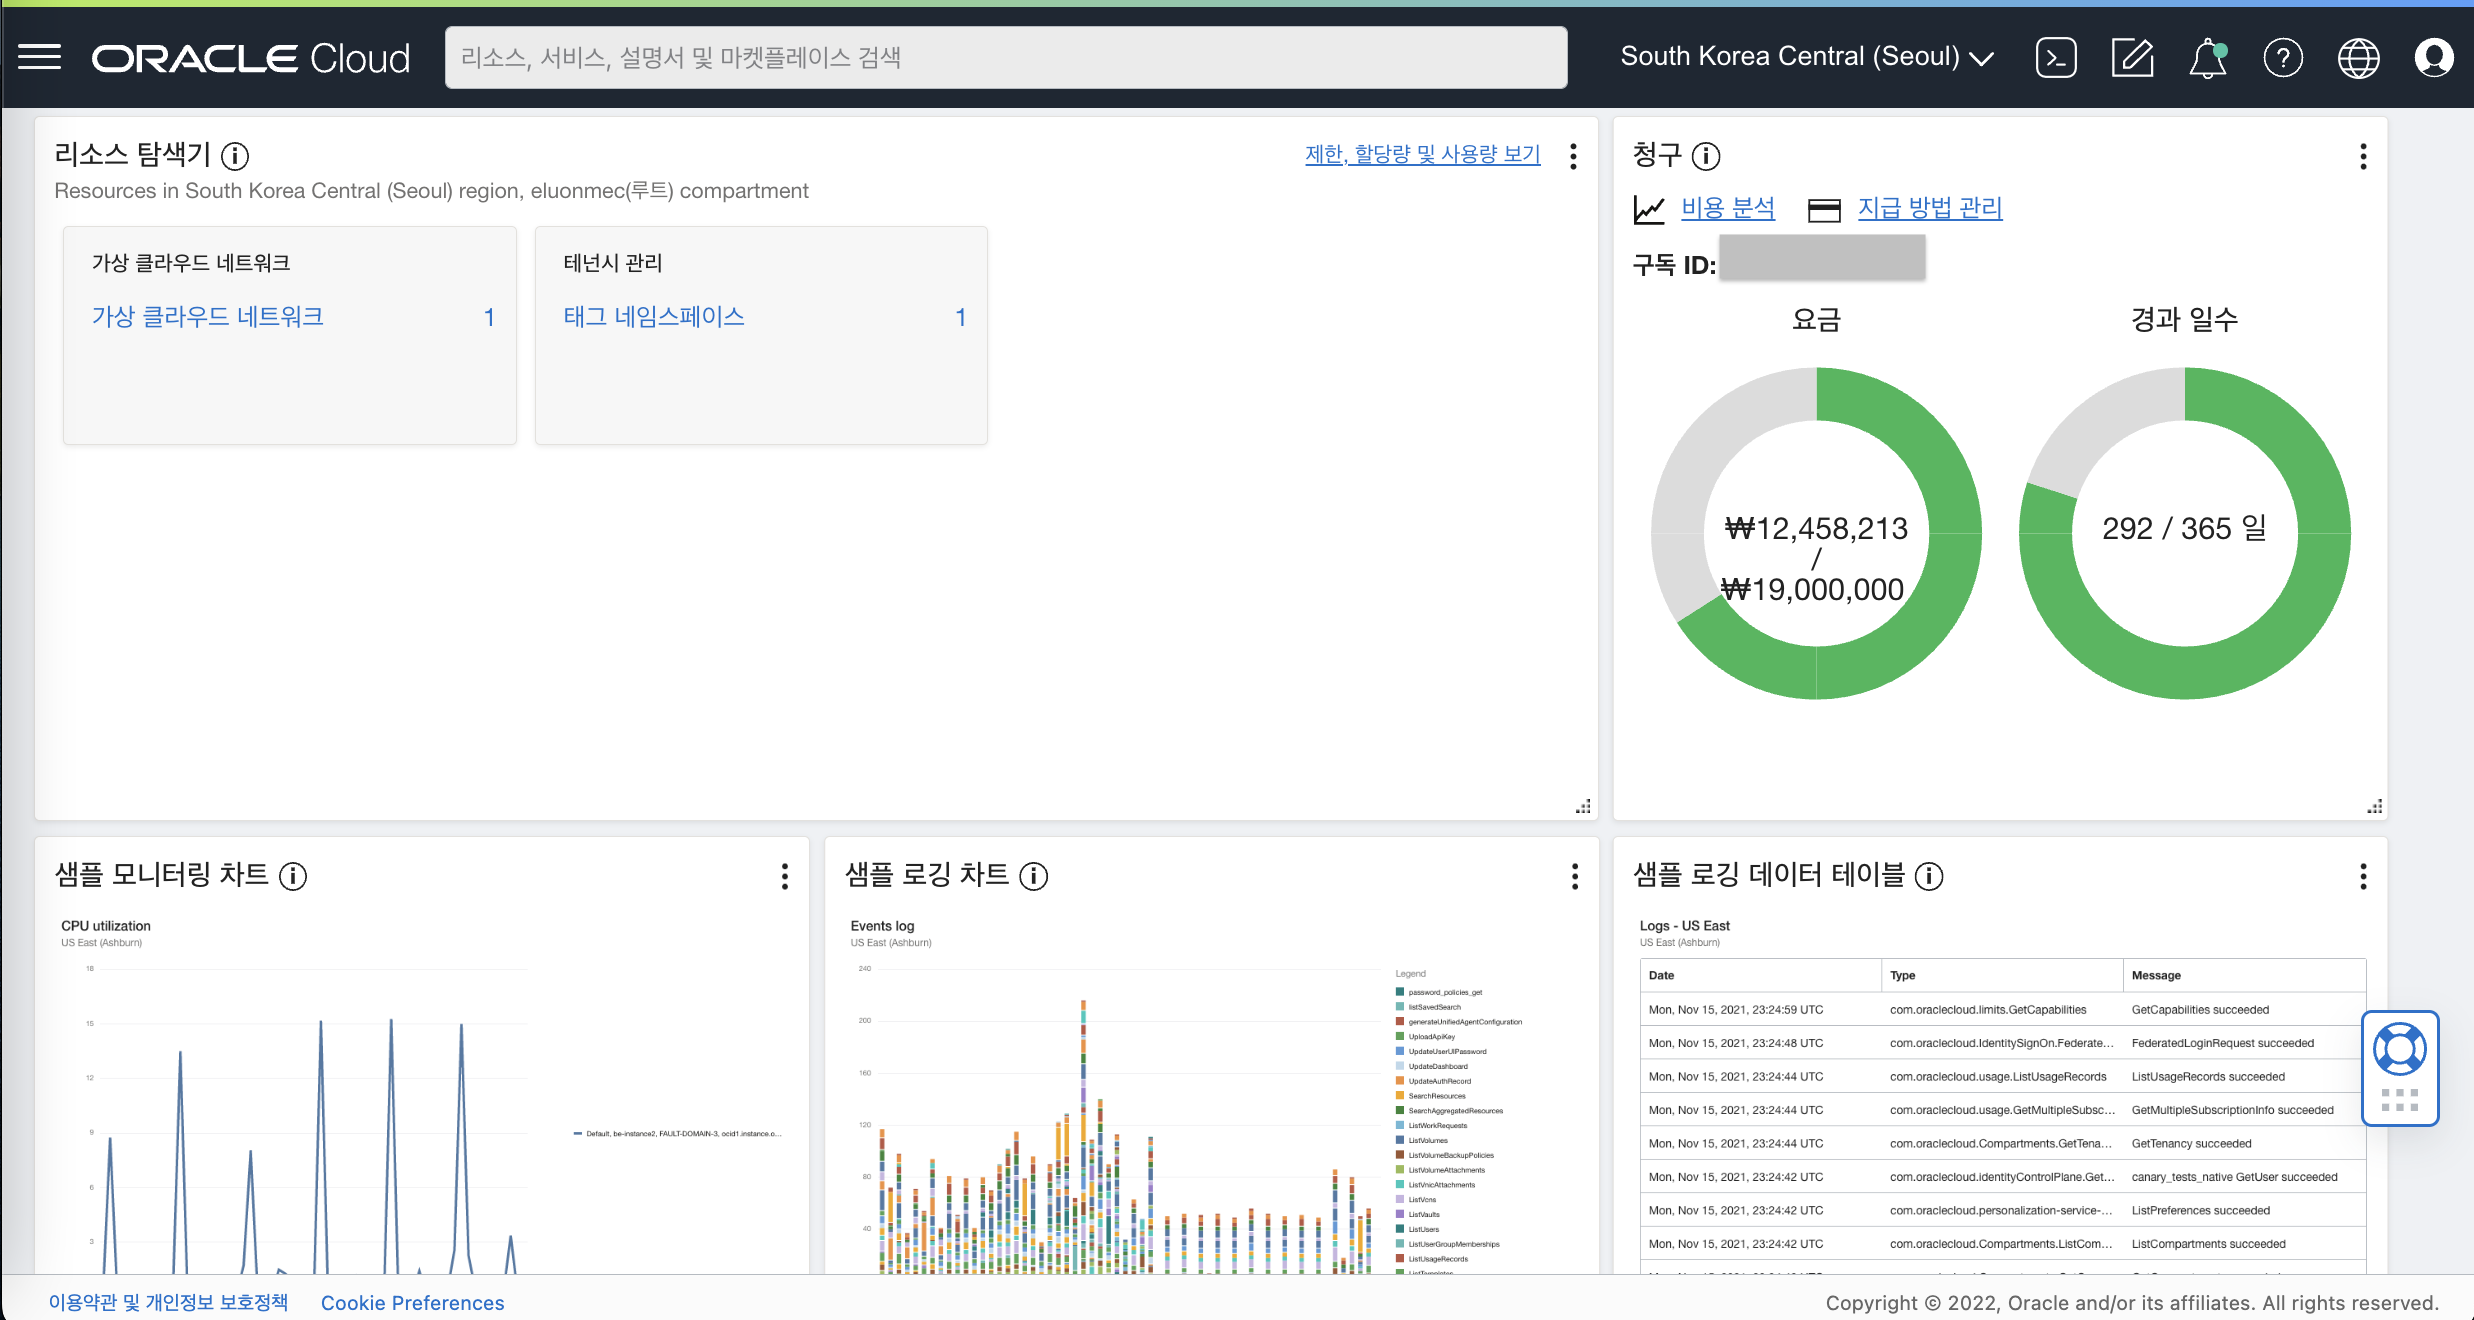 ORACLE Cloud
리소스, 서비스, 설명서 및 마켓플레이스 검색
South Korea Central (Seoul)
리소스 탐색기
제한, 할당량 및 사용량 보기
Resources in South Korea Central (Seoul) region, eluonmec(루트) compartment
가상 클라우드 네트워크
가상 클라우드 네트워크 1
테넌시 관리
태그 네임스페이스 1
청구
비용 분석 지급 방법 관리
구독 ID:
요금
₩12,458,213
/
₩19,000,000
경과 일수
292 / 365 일
샘플 모니터링 차트
CPU utilization
US East (Ashburn)
18
15
12
9
6
3
Default, be-instance2, FAULT-DOMAIN-3, ocid1.instance.o...
샘플 로깅 차트
Events log
US East (Ashburn)
240
200
160
120
80
40
Legend
password_policies_get
listSavedSearch
generateUnifiedAgentConfiguration
UploadApiKey
UpdateUserUIPassword
UpdateDashboard
UpdateAuthRecord
SearchResources
SearchAggregatedResources
ListWorkRequests
ListVolumes
ListVolumeBackupPolicies
ListVolumeAttachments
ListVnicAttachments
ListVcns
ListVaults
ListUsers
ListUserGroupMemberships
ListUsageRecords
ListTemplates
샘플 로깅 데이터 테이블
Logs - US East
US East (Ashburn)
Date Type Message
Mon, Nov 15, 2021, 23:24:59 UTC com.oraclecloud.limits.GetCapabilities GetCapabilities succeeded
Mon, Nov 15, 2021, 23:24:48 UTC com.oraclecloud.IdentitySignOn.Federate... FederatedLoginRequest succeeded
Mon, Nov 15, 2021, 23:24:44 UTC com.oraclecloud.usage.ListUsageRecords ListUsageRecords succeeded
Mon, Nov 15, 2021, 23:24:44 UTC com.oraclecloud.usage.GetMultipleSubsc... GetMultipleSubscriptionInfo succeeded
Mon, Nov 15, 2021, 23:24:44 UTC com.oraclecloud.Compartments.GetTena... GetTenancy succeeded
Mon, Nov 15, 2021, 23:24:42 UTC com.oraclecloud.identityControlPlane.Get... canary_tests_native GetUser succeeded
Mon, Nov 15, 2021, 23:24:42 UTC com.oraclecloud.personalization-service-... ListPreferences succeeded
Mon, Nov 15, 2021, 23:24:42 UTC com.oraclecloud.Compartments.ListCom... ListCompartments succeeded
이용약관 및 개인정보 보호정책 Cookie Preferences
Copyright © 2022, Oracle and/or its affiliates. All rights reserved.